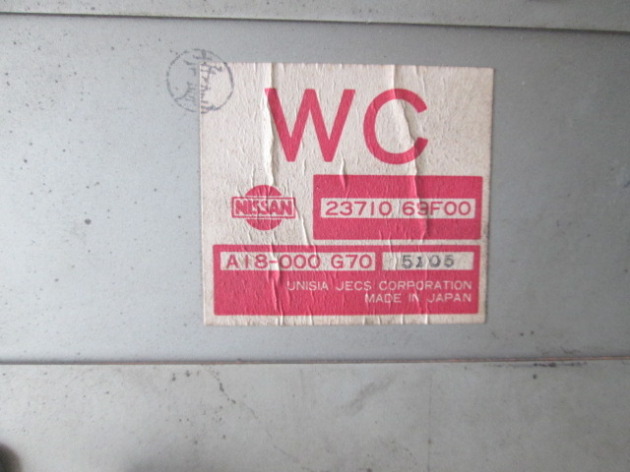 WC
NISSAN
23710 69F00
A18-000 G70 5105
UNISIA JECS CORPORATION
MADE IN JAPAN